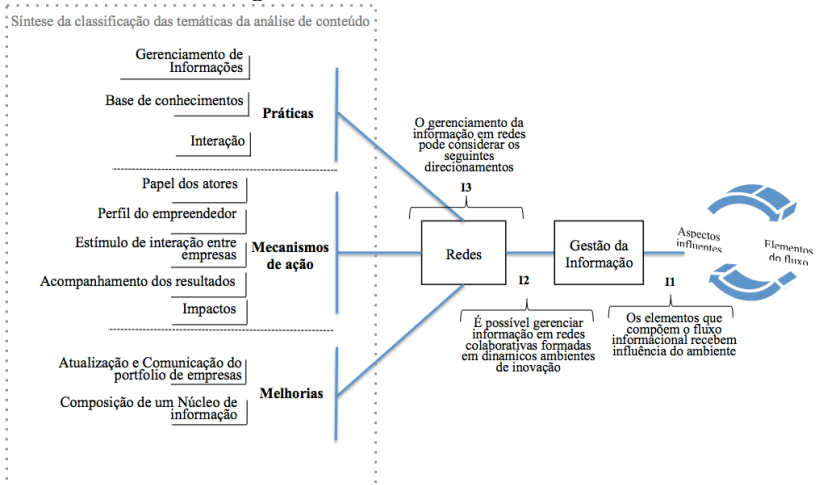 Síntese da classificação das temáticas da análise de conteúdo
Gerenciamento de
Informações
Base de conhecimentos
Práticas
Interação
Papel dos atores
Perfil do empreendedor
Estímulo de interação entre
empresas
Mecanismos
de ação
Acompanhamento dos resultados
Impactos
Atualização e Comunicação do
portfolio de empresas
Melhorias
Composição de um Núcleo de
informação
O gerenciamento da
informação em redes
pode considerar os
seguintes
direcionamentos
I3
Redes
Gestão da
Informação
Aspectos
influentes
Elementos
do fluxo
I2
É possível gerenciar
informação em redes
colaborativas formadas
em dinamicos ambientes
de inovação
I1
Os elementos que
compõem o fluxo
informacional recebem
influência do ambiente